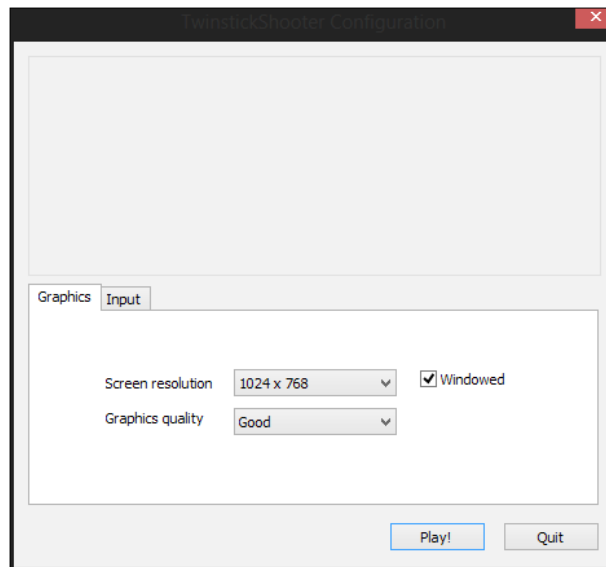 TwinstickShooter Configuration
Graphics Input
Screen resolution 1024 x 768 Windowed
Graphics quality Good
Play! Quit